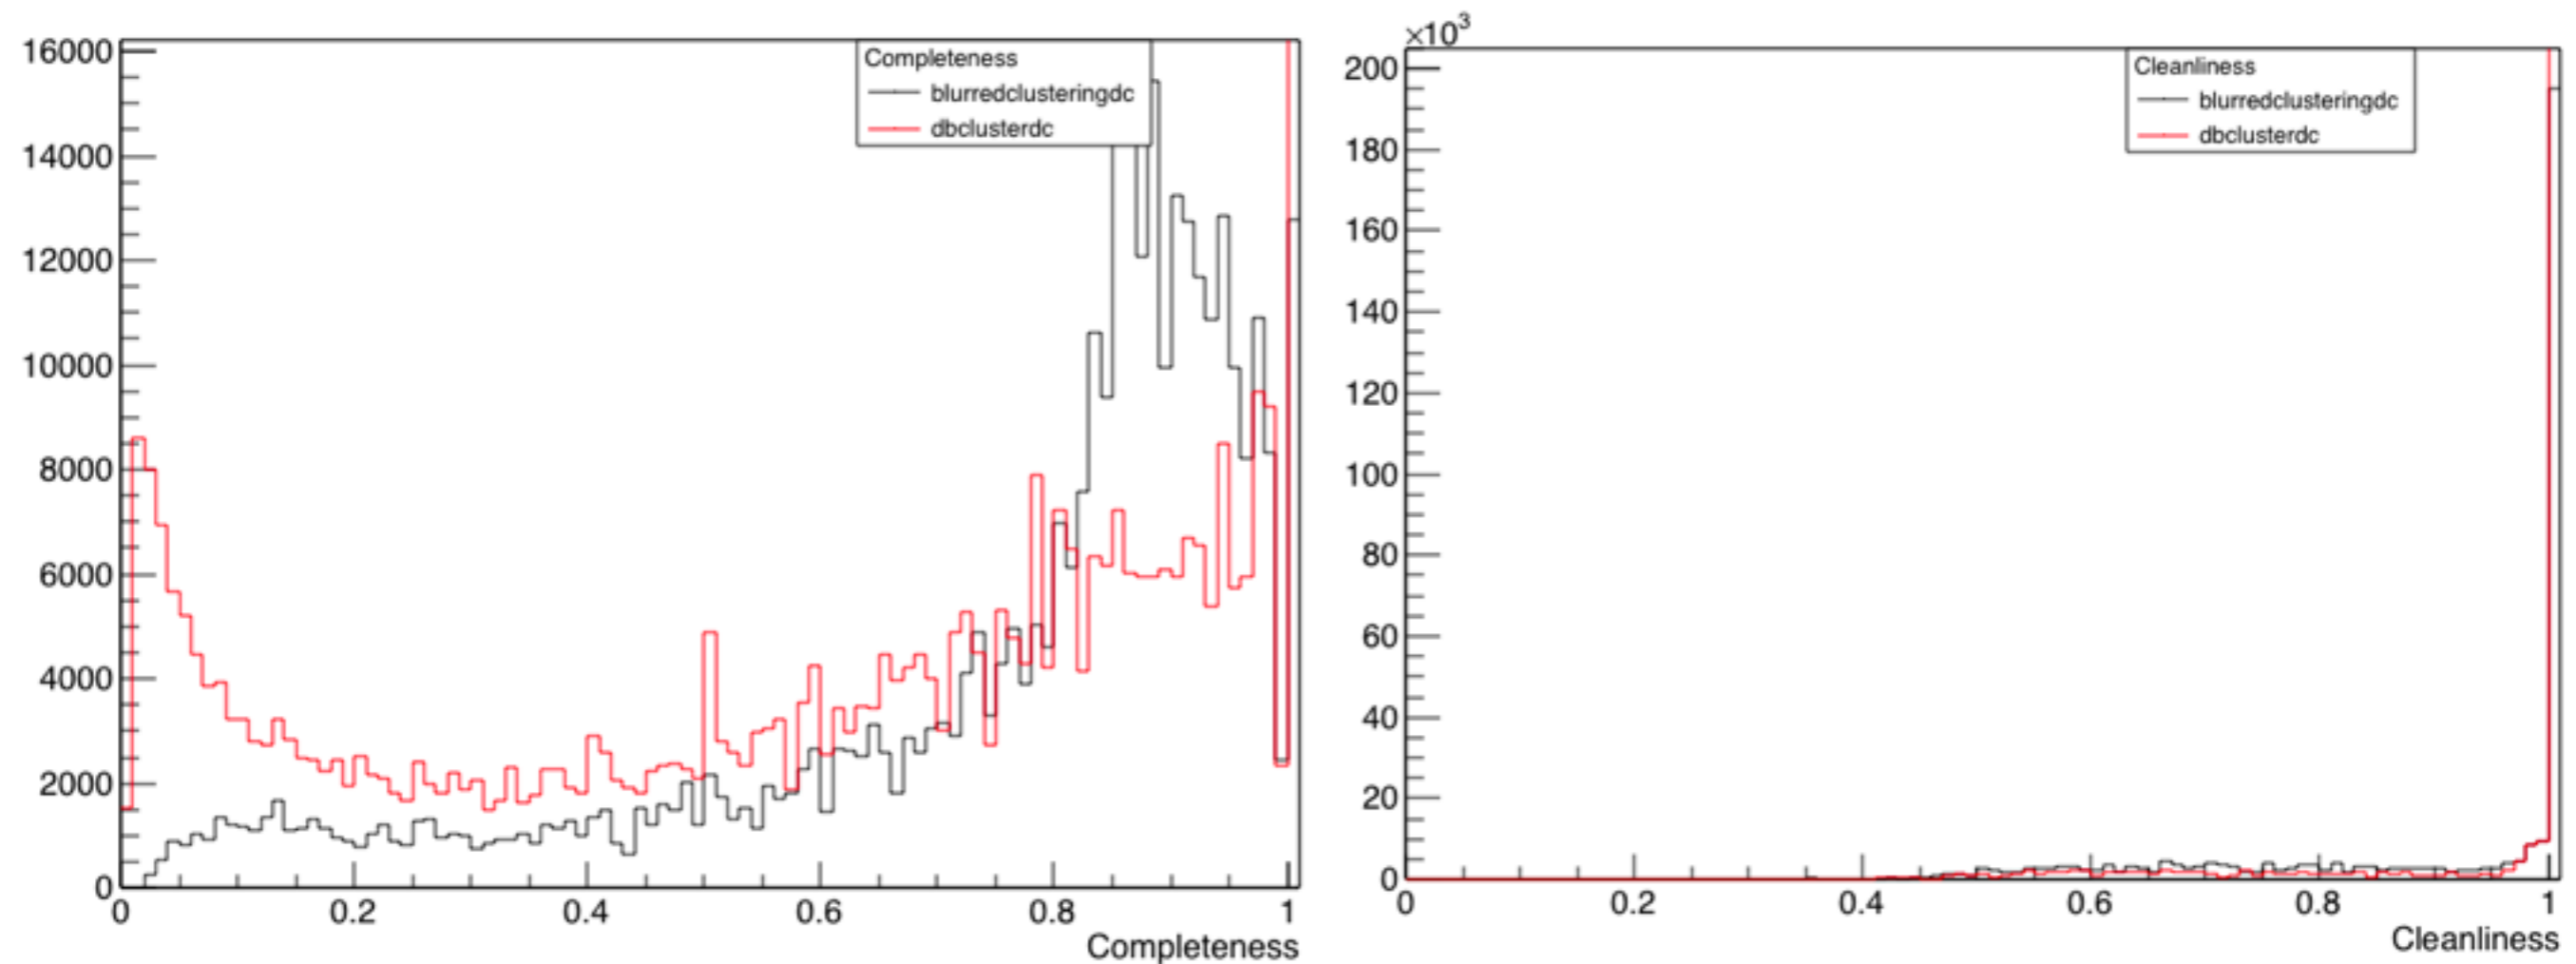 16000
14000
12000
10000
8000
6000
4000
2000
0
0 0.2 0.4 0.6 0.8 1
Completeness
Completeness
blurredclusteringdc
dbclusterdc
×10³
200
180
160
140
120
100
80
60
40
20
0
0 0.2 0.4 0.6 0.8 1
Cleanliness
Cleanliness
blurredclusteringdc
dbclusterdc